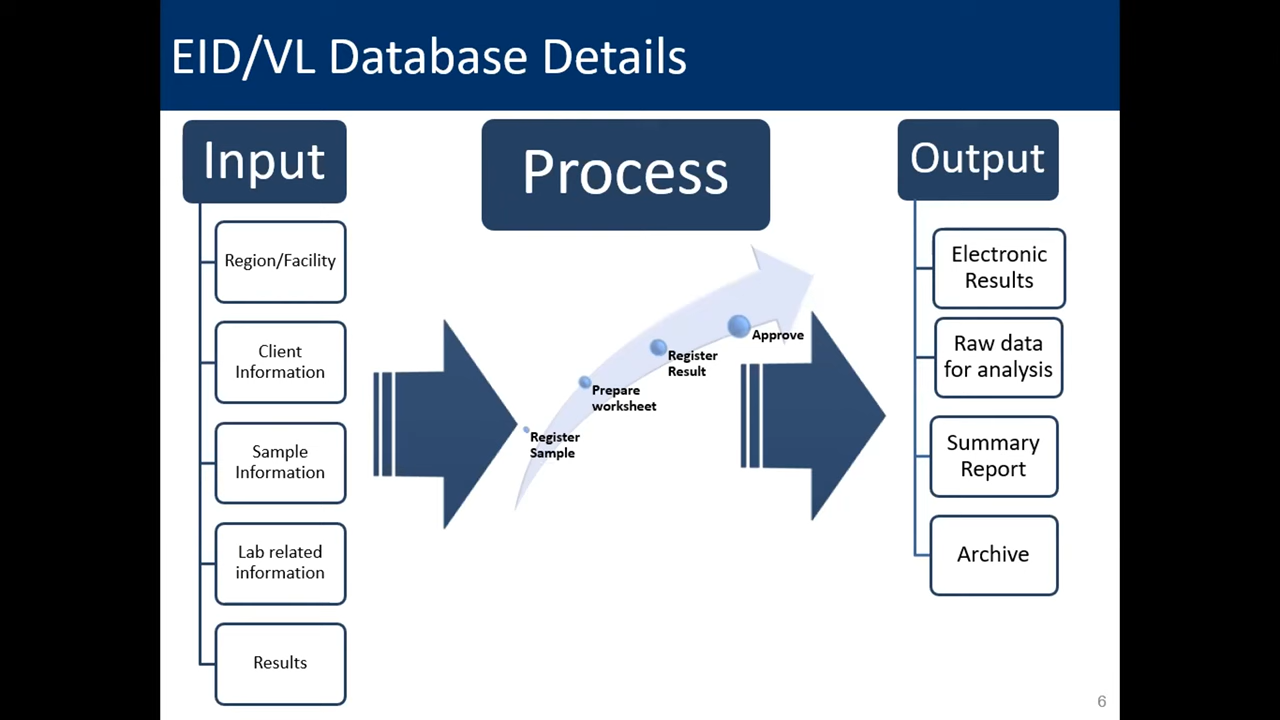 EID/VL Database Details
Input
Region/Facility
Client
Information
Sample
Information
Lab related
information
Results
Process
Register
Sample
Prepare
worksheet
Register
Result
Approve
Output
Electronic
Results
Raw data
for analysis
Summary
Report
Archive
6